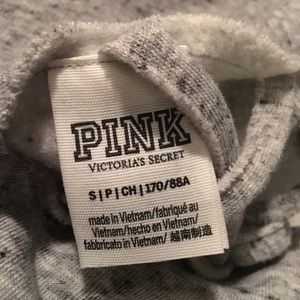 PINK
VICTORIA'S SECRET
S | P | CH | 170/88A
made in Vietnam/fabriqué au
Vietnam/hecho en Vietnam/
fabbricato in Vietnam/ 越南制造